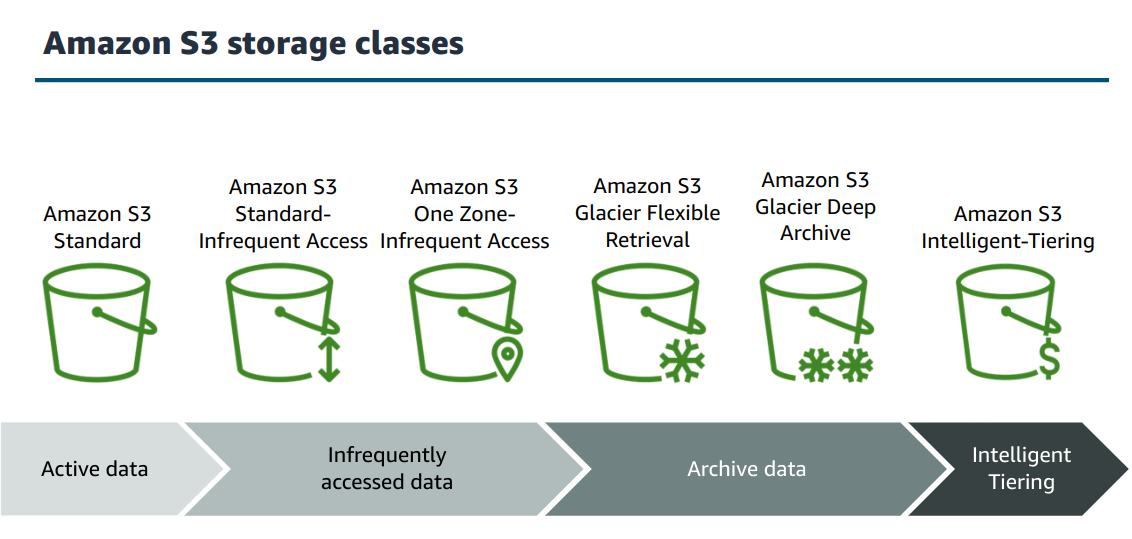 Amazon S3 storage classes
Amazon S3
Standard
Amazon S3
Standard-
Infrequent Access
Amazon S3
One Zone-
Infrequent Access
Amazon S3
Glacier Flexible
Retrieval
Amazon S3
Glacier Deep
Archive
Amazon S3
Intelligent-Tiering
$
Active data
Infrequently
accessed data
Archive data
Intelligent
Tiering